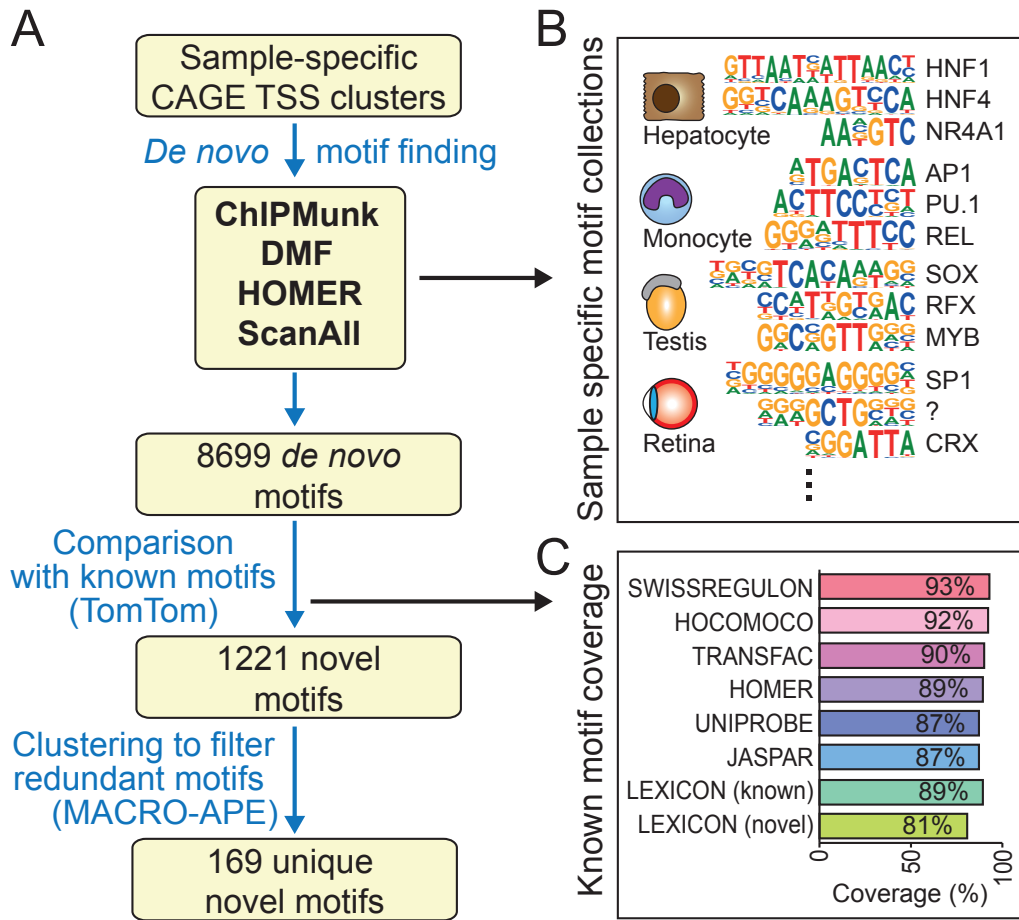 A
Sample-specific
CAGE TSS clusters
De novo motif finding
ChIPMunk
DMF
HOMER
ScanAll
8699 de novo
motifs
Comparison
with known motifs
(TomTom)
1221 novel
motifs
Clustering to filter
redundant motifs
(MACRO-APE)
169 unique
novel motifs
B
Sample specific motif collections
Hepatocyte
HNF1
HNF4
NR4A1
Monocyte
AP1
PU.1
REL
Testis
SOX
RFX
MYB
Retina
SP1
?
CRX
C
Known motif coverage
SWISSREGULON 93%
HOCOMOCO 92%
TRANSFAC 90%
HOMER 89%
UNIPROBE 87%
JASPAR 87%
LEXICON (known) 89%
LEXICON (novel) 81%
0 50 100
Coverage (%)